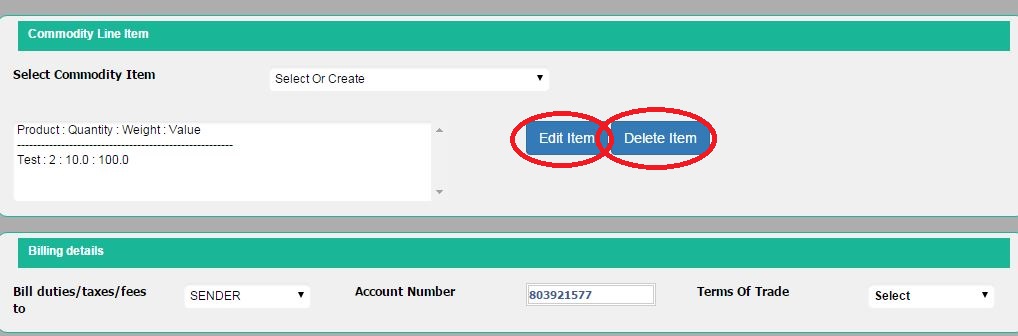 Commodity Line Item
Select Commodity Item
Select Or Create
Product : Quantity : Weight : Value
------------------------------------------------------
Test : 2 : 10.0 : 100.0
Edit Item
Delete Item
Billing details
Bill duties/taxes/fees
to
SENDER
Account Number
803921577
Terms Of Trade
Select